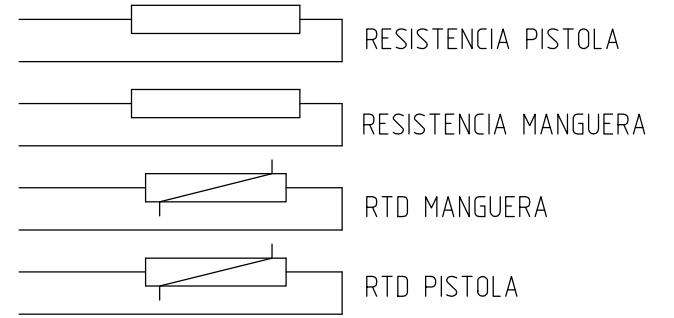 RESISTENCIA PISTOLA
RESISTENCIA MANGUERA
RTD MANGUERA
RTD PISTOLA